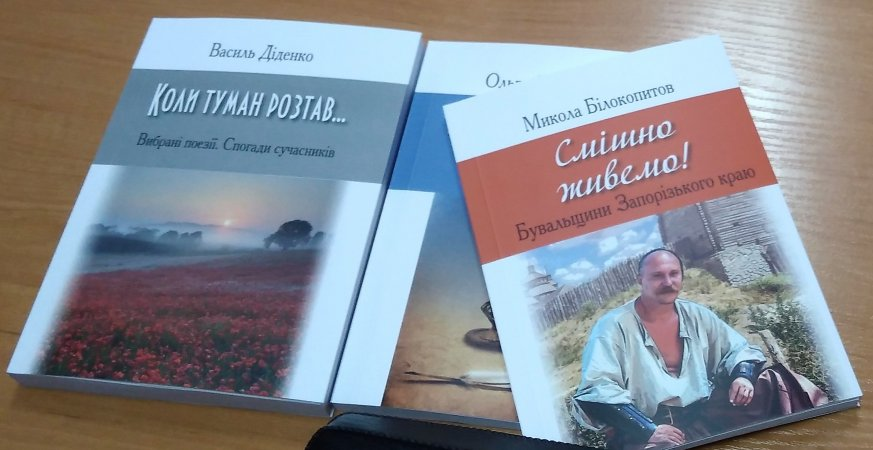 Василь Діденко
Коли туман розтав...
Вибрані поезії. Спогади сучасників
Микола Білокопитов
Смішно
живемо!
Бувальщини Запорізького краю